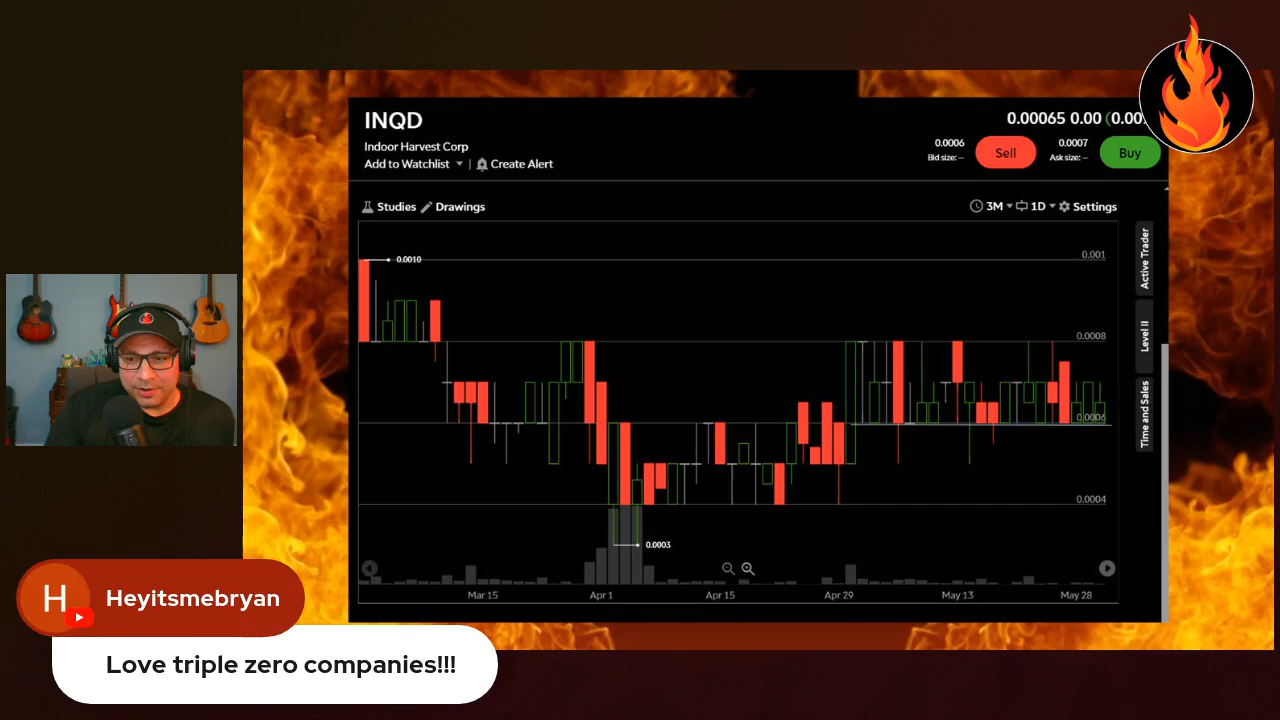 INQD
0.00065 0.00 (0.00
Indoor Harvest Corp
Add to Watchlist | Create Alert
0.0006
Bid size: --
Sell
0.0007
Ask size: --
Buy
Studies Drawings
3M 1D Settings
0.0010
0.001
0.0008
0.0006
0.0004
0.0003
Active Trader
Level II
Time and Sales
Mar 15 Apr 1 Apr 15 Apr 29 May 13 May 28
H Heyitsmebryan
Love triple zero companies!!!